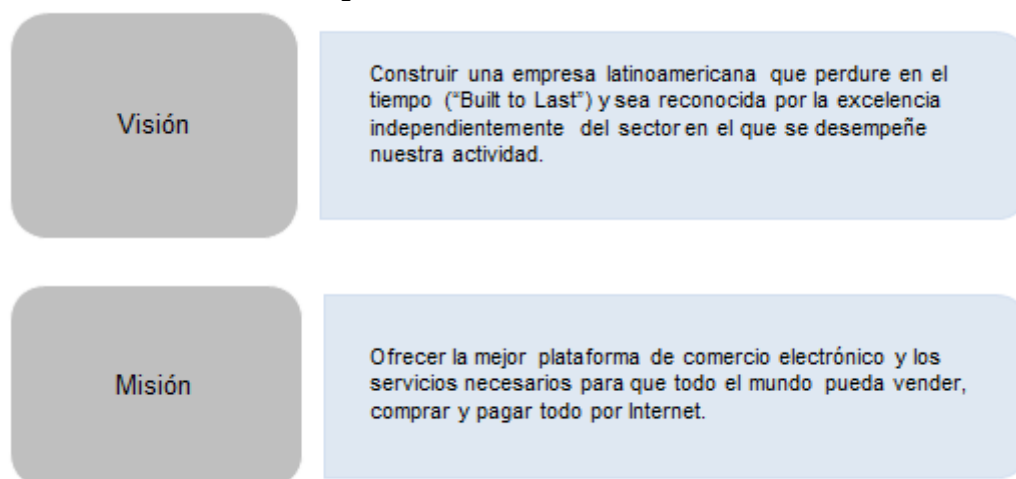 Visión
Construir una empresa latinoamericana que perdure en el
tiempo (“Built to Last”) y sea reconocida por la excelencia
independientemente del sector en el que se desempeñe
nuestra actividad.
Misión
Ofrecer la mejor plataforma de comercio electrónico y los
servicios necesarios para que todo el mundo pueda vender,
comprar y pagar todo por Internet.